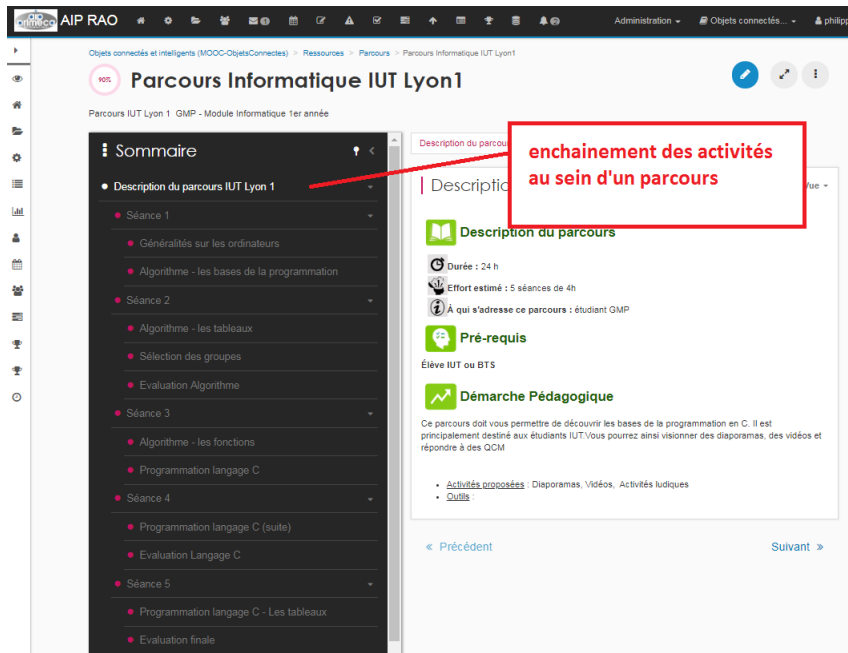 aip
primeca
AIP RAO
Administration
Objets connectés...
philipp
Objets connectés et intelligents (MOOC-ObjetsConnectes) > Ressources > Parcours > Parcours Informatique IUT Lyon1
90%
Parcours Informatique IUT Lyon1
Parcours IUT Lyon 1 GMP - Module Informatique 1er année
Sommaire
Description du parcours IUT Lyon 1
Séance 1
Généralités sur les ordinateurs
Algorithme - les bases de la programmation
Séance 2
Algorithme - les tableaux
Sélection des groupes
Evaluation Algorithme
Séance 3
Algorithme - les fonctions
Programmation langage C
Séance 4
Programmation langage C (suite)
Evaluation Langage C
Séance 5
Programmation langage C - Les tableaux
Evaluation finale
Description du parcou
enchainement des activités
au sein d'un parcours
Descriptio
Vue
Description du parcours
Durée : 24 h
Effort estimé : 5 séances de 4h
À qui s'adresse ce parcours : étudiant GMP
Pré-requis
Élève IUT ou BTS
Démarche Pédagogique
Ce parcours doit vous permettre de découvrir les bases de la programmation en C. Il est
principalement destiné aux étudiants IUT.Vous pourrez ainsi visionner des diaporamas, des vidéos et
répondre à des QCM
Activités proposées : Diaporamas, Vidéos, Activités ludiques
Outils :
« Précédent
Suivant »